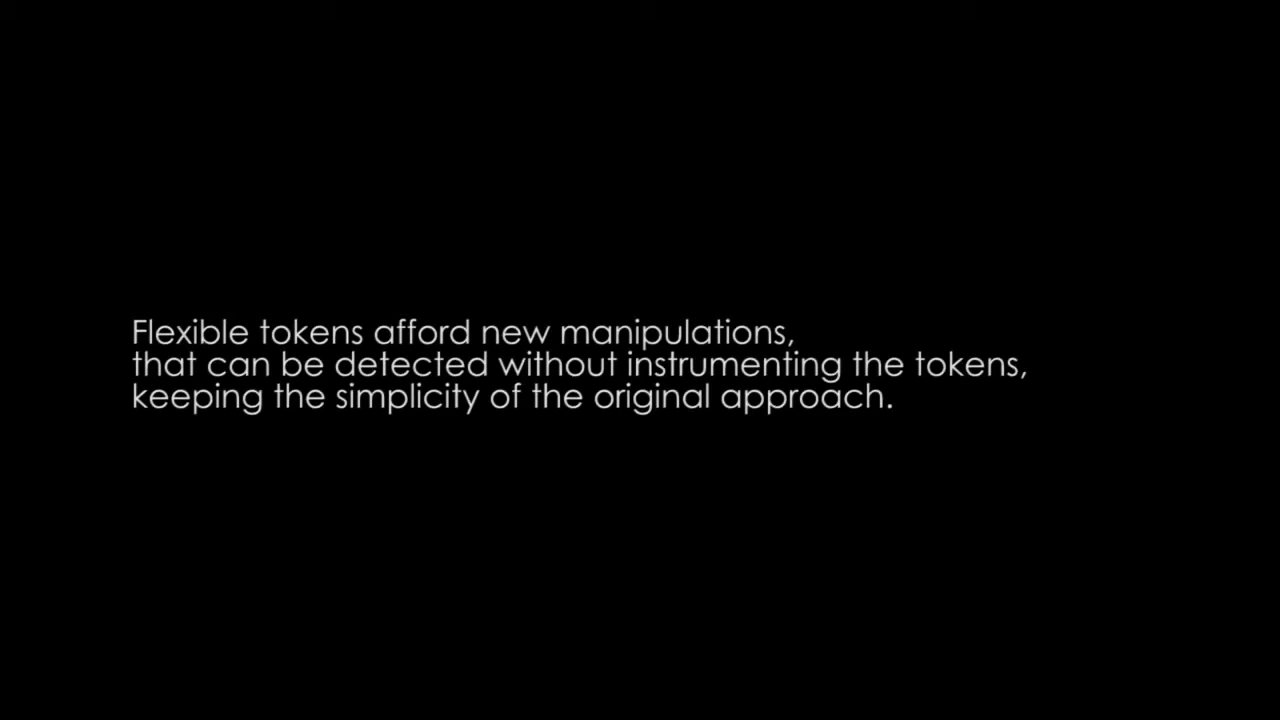 Flexible tokens afford new manipulations,
that can be detected without instrumenting the tokens,
keeping the simplicity of the original approach.